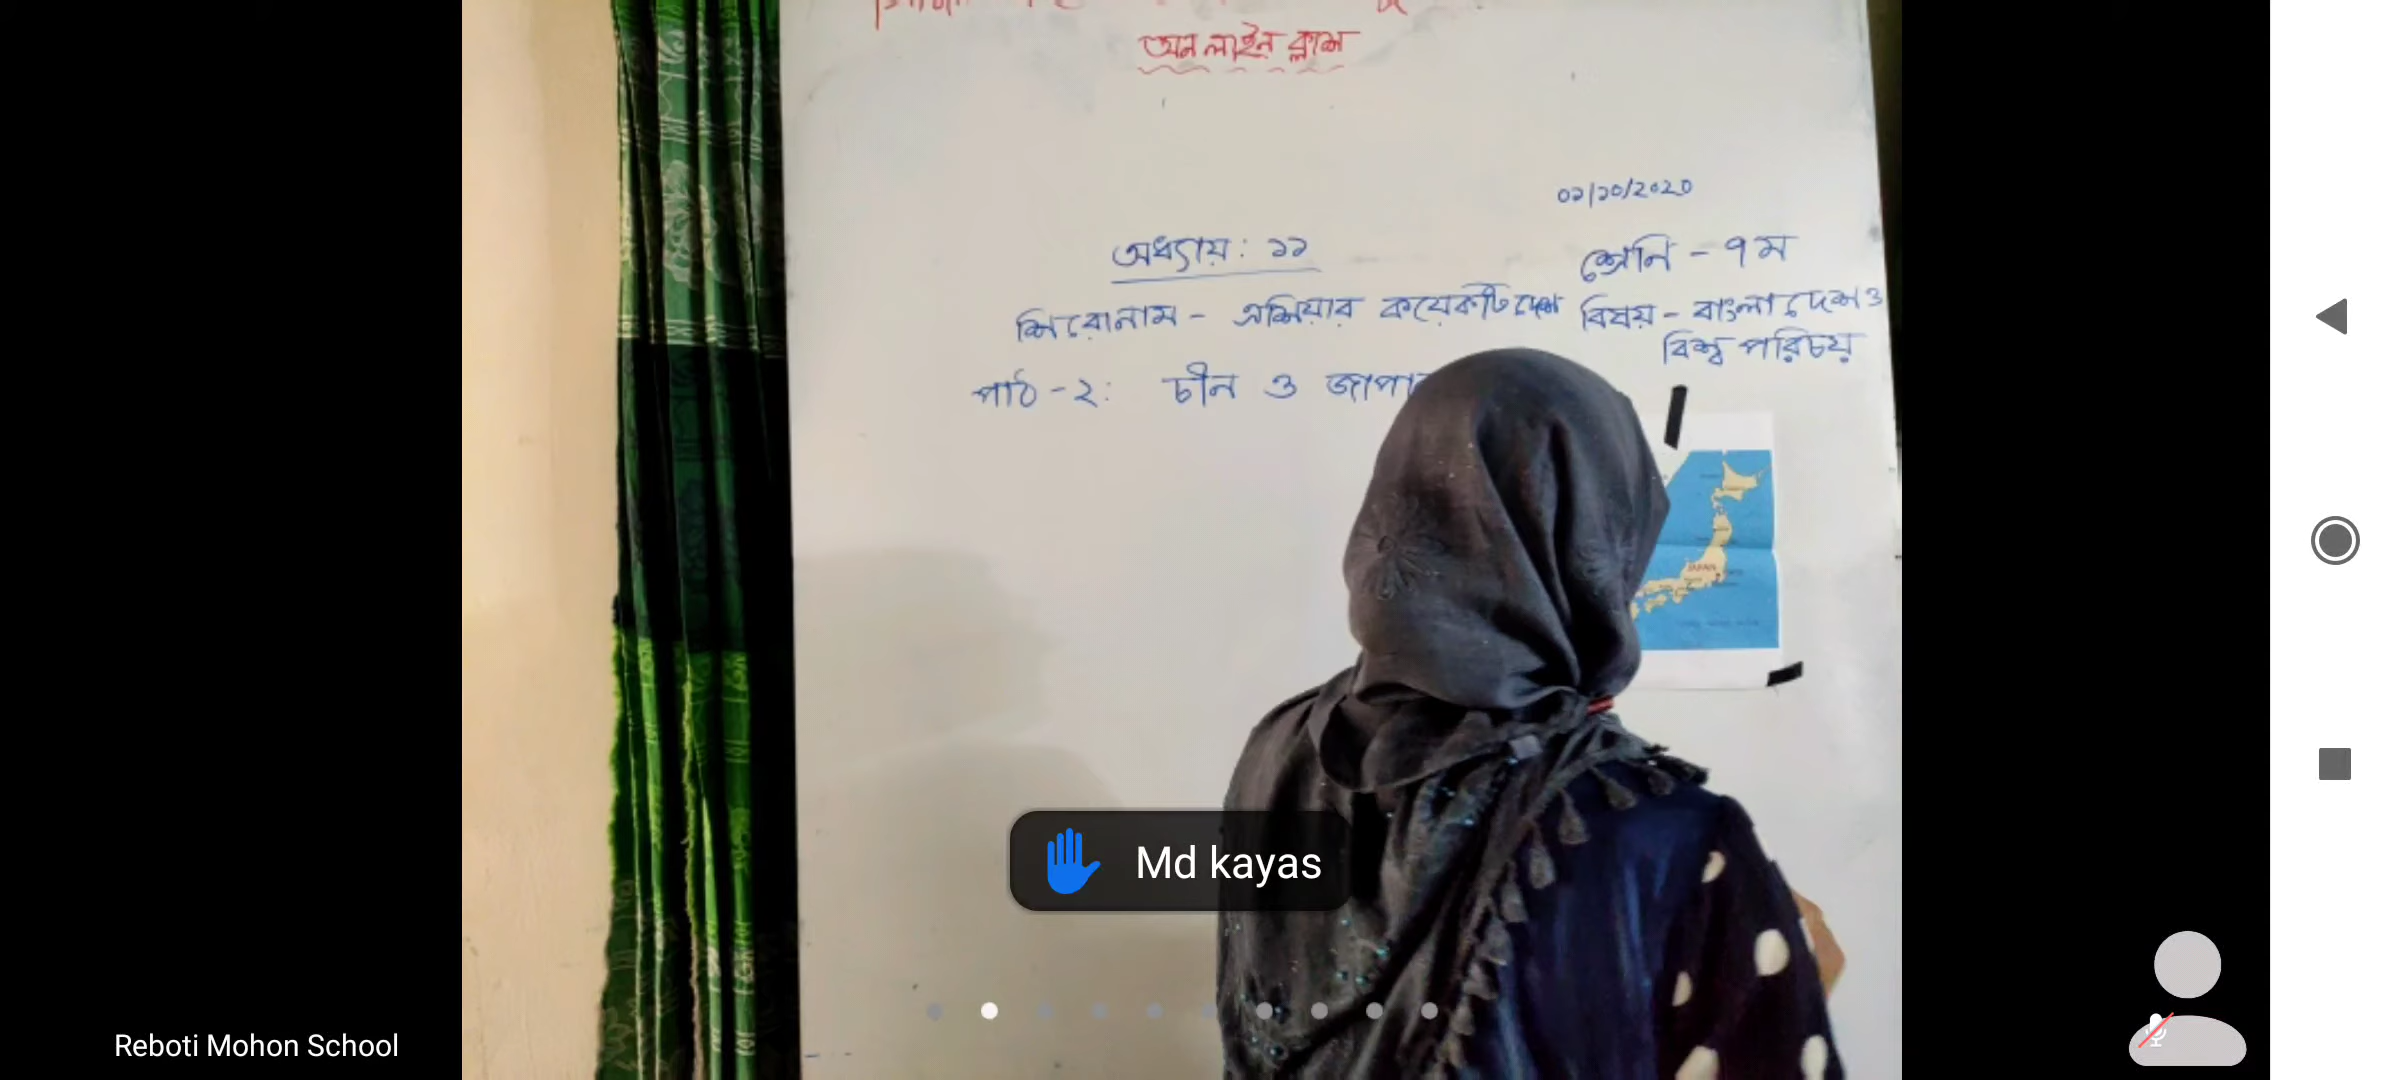 অনলাইন ক্লাশ
০১/১০/২০২০
অধ্যায়: ১১
শ্রেনি - ৭ম
শিরোনাম - এশিয়ার কয়েকটি দেশ
বিষয় - বাংলাদেশ ও
বিশ্ব পরিচয়
পাঠ - ২: চীন ও
JAPAN
Md kayas
Reboti Mohon School